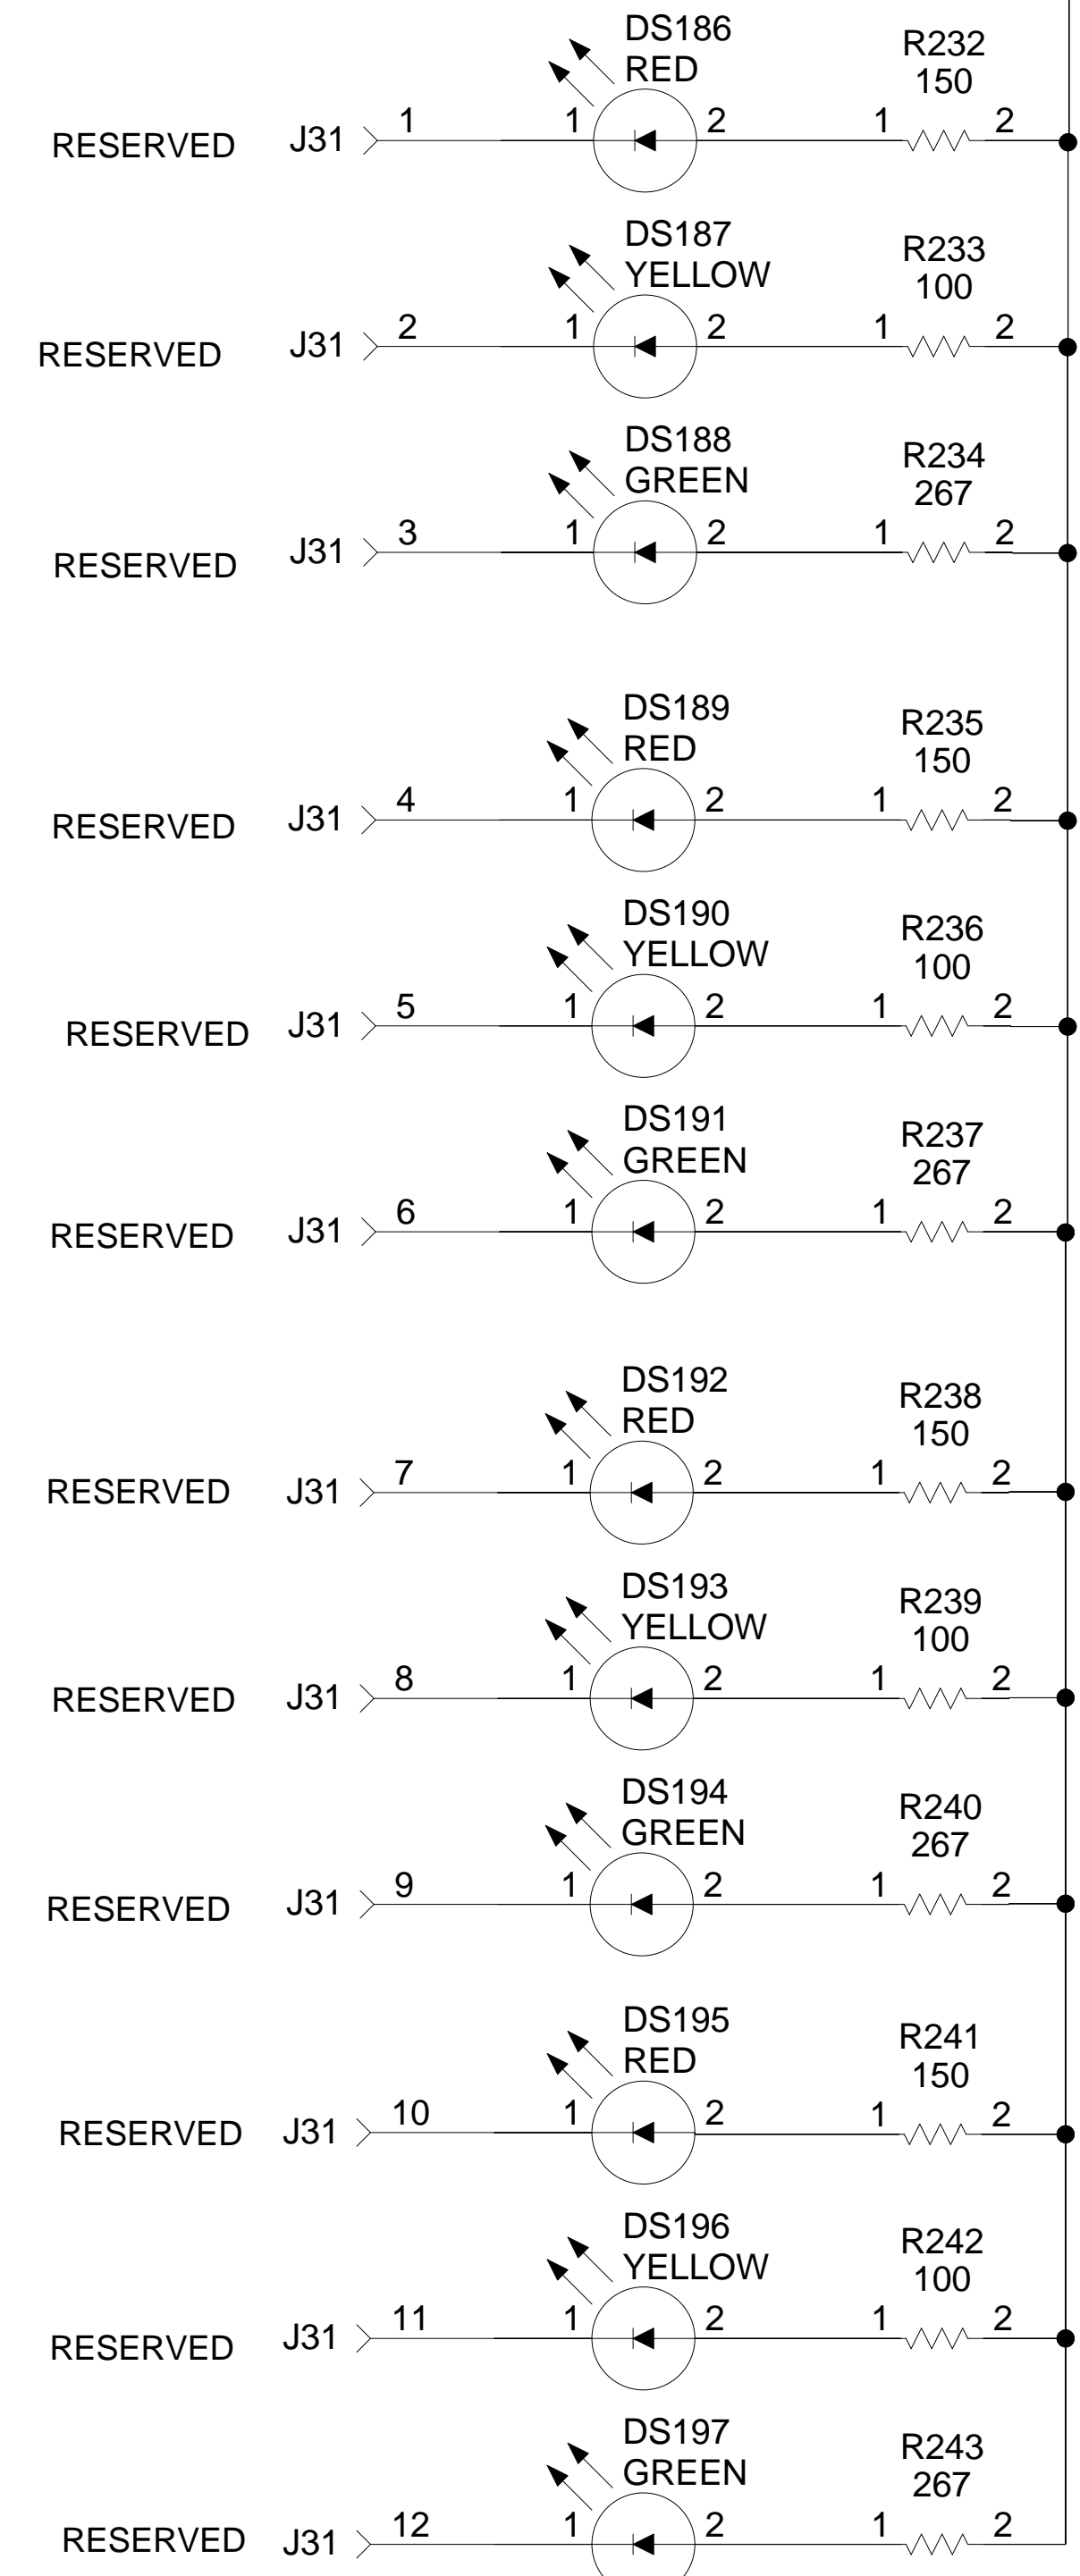 DS186
RED
R232
150
RESERVED J31 1 1 2 1 2
DS187
YELLOW
R233
100
RESERVED J31 2 1 2 1 2
DS188
GREEN
R234
267
RESERVED J31 3 1 2 1 2
DS189
RED
R235
150
RESERVED J31 4 1 2 1 2
DS190
YELLOW
R236
100
RESERVED J31 5 1 2 1 2
DS191
GREEN
R237
267
RESERVED J31 6 1 2 1 2
DS192
RED
R238
150
RESERVED J31 7 1 2 1 2
DS193
YELLOW
R239
100
RESERVED J31 8 1 2 1 2
DS194
GREEN
R240
267
RESERVED J31 9 1 2 1 2
DS195
RED
R241
150
RESERVED J31 10 1 2 1 2
DS196
YELLOW
R242
100
RESERVED J31 11 1 2 1 2
DS197
GREEN
R243
267
RESERVED J31 12 1 2 1 2